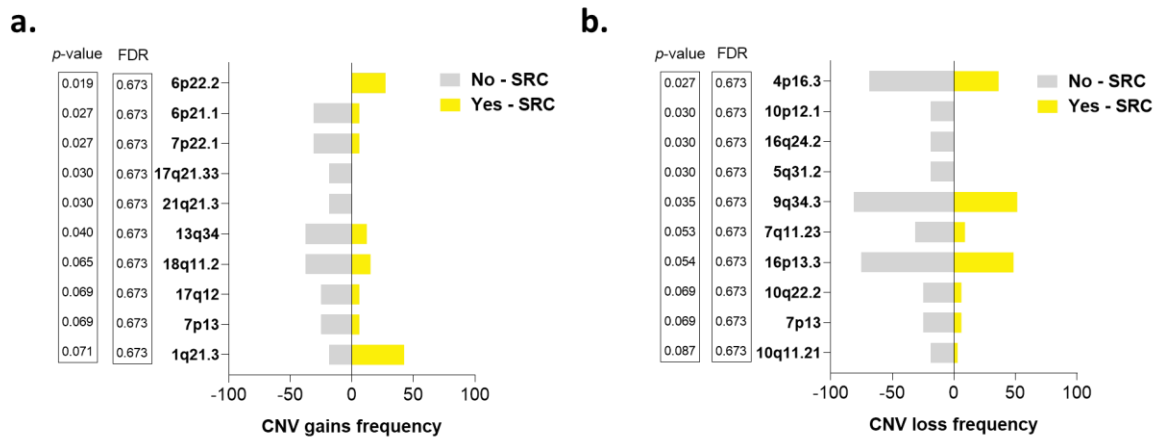 a.
p-value FDR
0.019 0.673 6p22.2
0.027 0.673 6p21.1
0.027 0.673 7p22.1
0.030 0.673 17q21.33
0.030 0.673 21q21.3
0.040 0.673 13q34
0.065 0.673 18q11.2
0.069 0.673 17q12
0.069 0.673 7p13
0.071 0.673 1q21.3
No - SRC
Yes - SRC
-100 -50 0 50 100
CNV gains frequency
b.
p-value FDR
0.027 0.673 4p16.3
0.030 0.673 10p12.1
0.030 0.673 16q24.2
0.030 0.673 5q31.2
0.035 0.673 9q34.3
0.053 0.673 7q11.23
0.054 0.673 16p13.3
0.069 0.673 10q22.2
0.069 0.673 7p13
0.087 0.673 10q11.21
No - SRC
Yes - SRC
-100 -50 0 50 100
CNV loss frequency